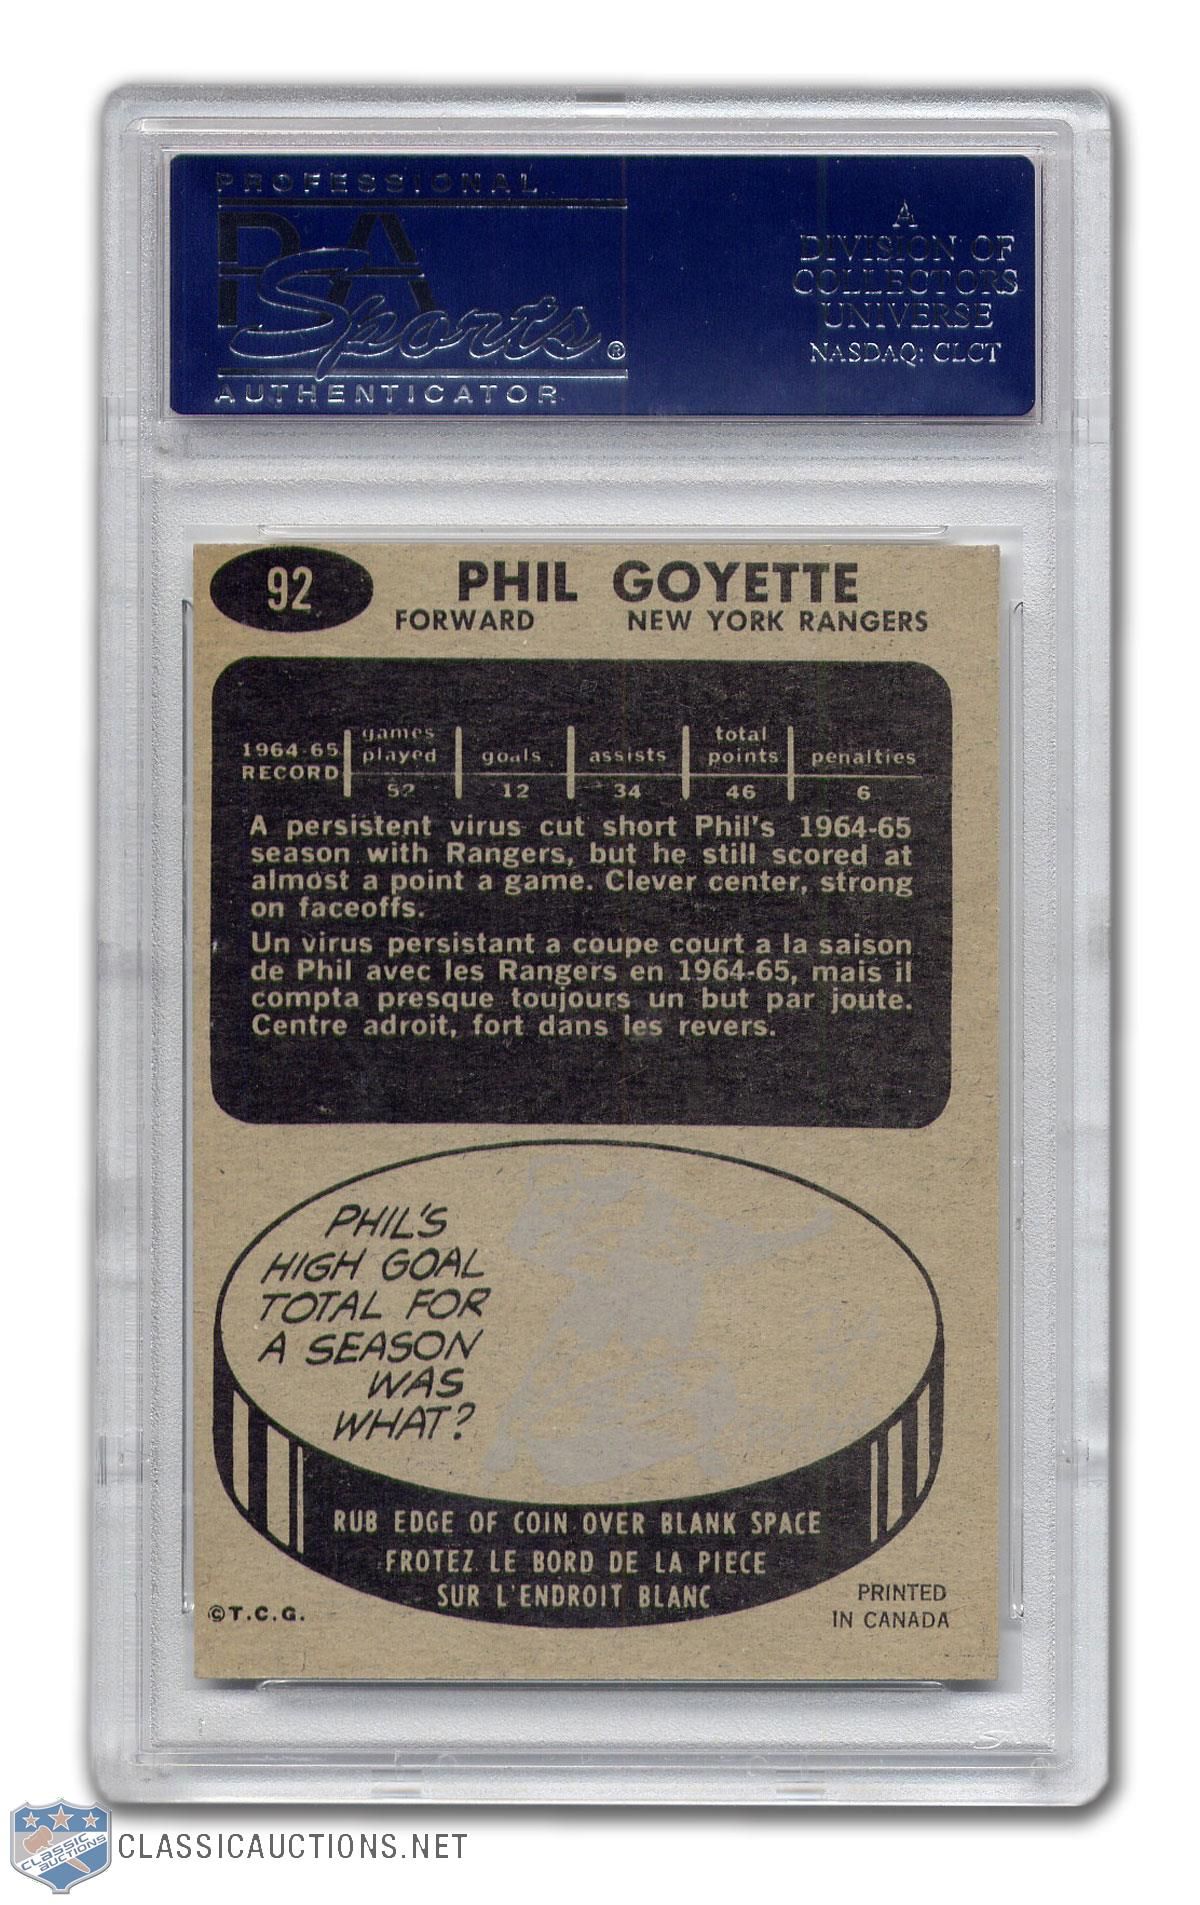 PROFESSIONAL
PSA
Sports®
AUTHENTICATOR
A
DIVISION OF
COLLECTORS
UNIVERSE
NASDAQ: CLCT
92
PHIL GOYETTE
FORWARD NEW YORK RANGERS
1964-65 RECORD games played goals assists total points penalties
52 12 34 46 6
A persistent virus cut short Phil's 1964-65
season with Rangers, but he still scored at
almost a point a game. Clever center, strong
on faceoffs.
Un virus persistant a coupe court a la saison
de Phil avec les Rangers en 1964-65, mais il
compta presque toujours un but par joute.
Centre adroit, fort dans les revers.
PHIL'S
HIGH GOAL
TOTAL FOR
A SEASON
WAS
WHAT?
RUB EDGE OF COIN OVER BLANK SPACE
FROTEZ LE BORD DE LA PIECE
SUR L'ENDROIT BLANC
©T.C.G.
PRINTED
IN CANADA
CLASSIC
AUCTIONS
CLASSICAUCTIONS.NET